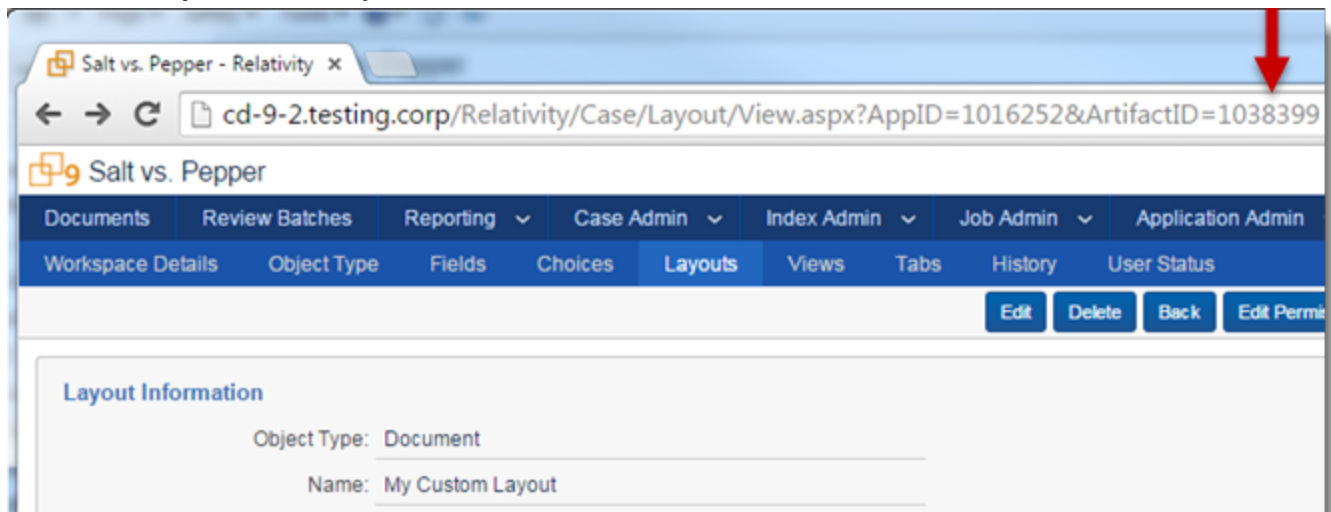 Salt vs. Pepper - Relativity ×
cd-9-2.testing.corp/Relativity/Case/Layout/View.aspx?AppID=1016252&ArtifactID=1038399
9 Salt vs. Pepper
Documents Review Batches Reporting Case Admin Index Admin Job Admin Application Admin
Workspace Details Object Type Fields Choices Layouts Views Tabs History User Status
Edit Delete Back Edit Permis
Layout Information
Object Type: Document
Name: My Custom Layout